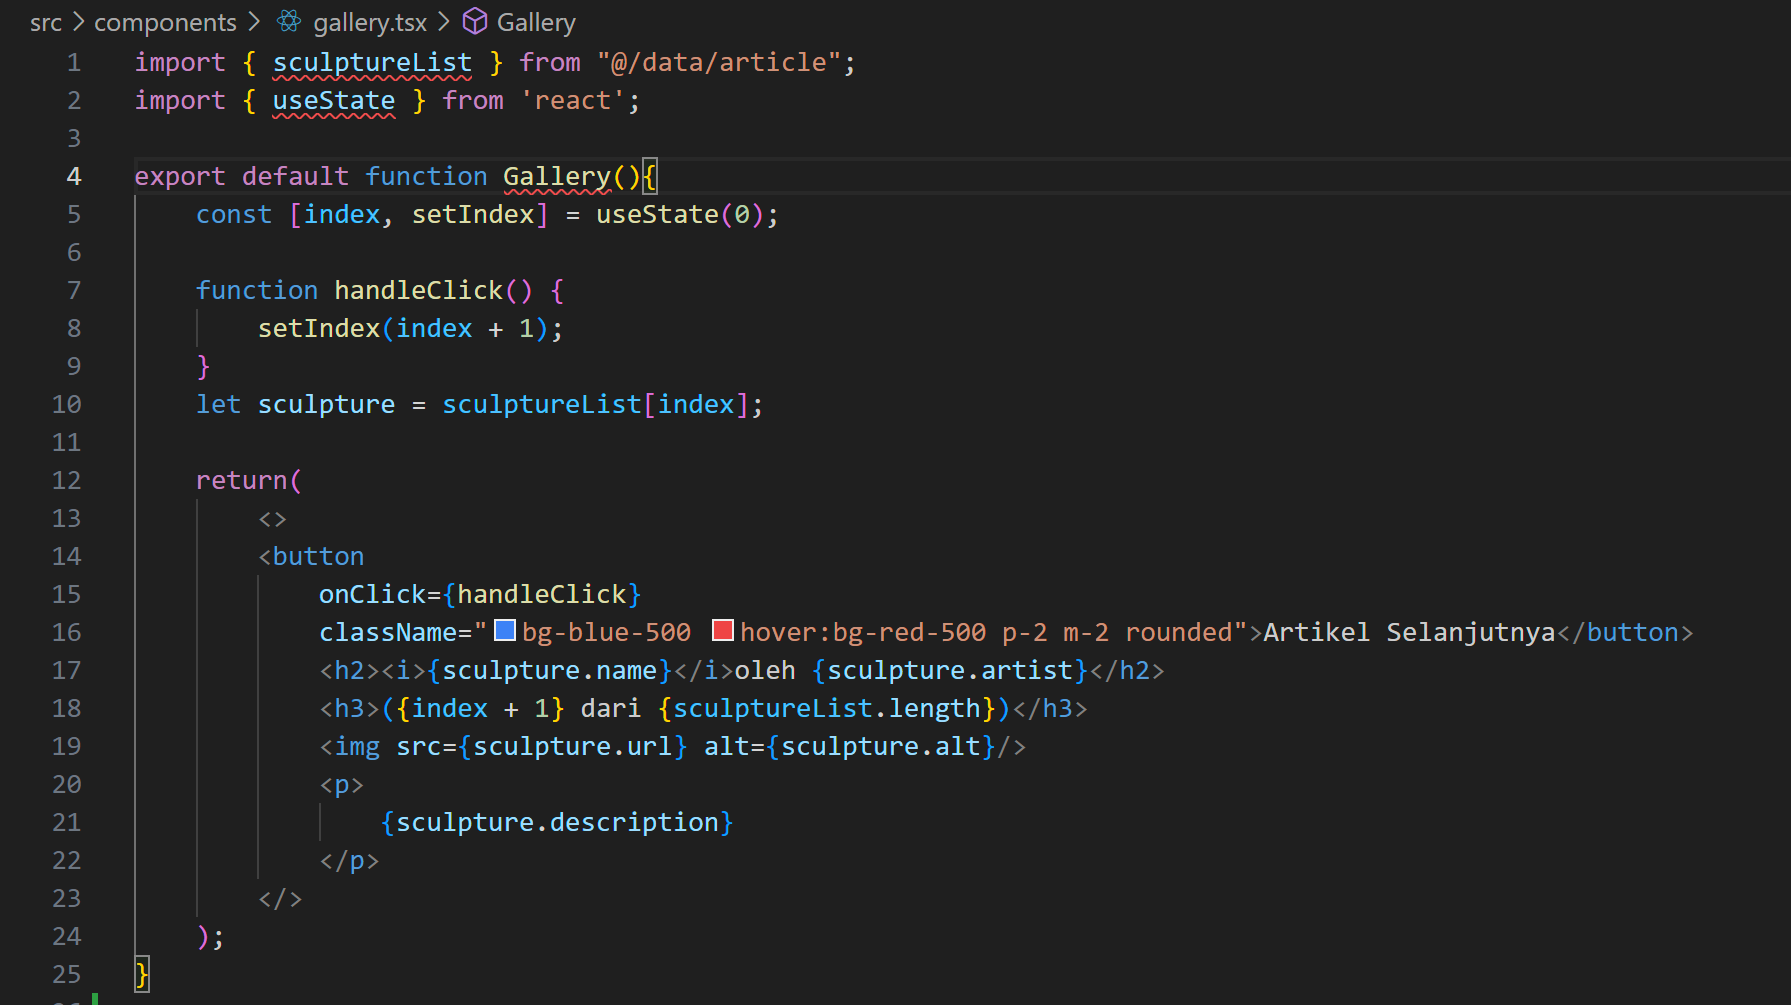 src > components > gallery.tsx > Gallery
1 import { sculptureList } from "@/data/article";
2 import { useState } from 'react';
3
4 export default function Gallery(){
5     const [index, setIndex] = useState(0);
6
7     function handleClick() {
8         setIndex(index + 1);
9     }
10     let sculpture = sculptureList[index];
11
12     return(
13         <>
14         <button
15             onClick={handleClick}
16             className="bg-blue-500 hover:bg-red-500 p-2 m-2 rounded">Artikel Selanjutnya</button>
17             <h2><i>{sculpture.name}</i>oleh {sculpture.artist}</h2>
18             <h3>({index + 1} dari {sculptureList.length})</h3>
19             <img src={sculpture.url} alt={sculpture.alt}/>
20             <p>
21                 {sculpture.description}
22             </p>
23         </>
24     );
25 }